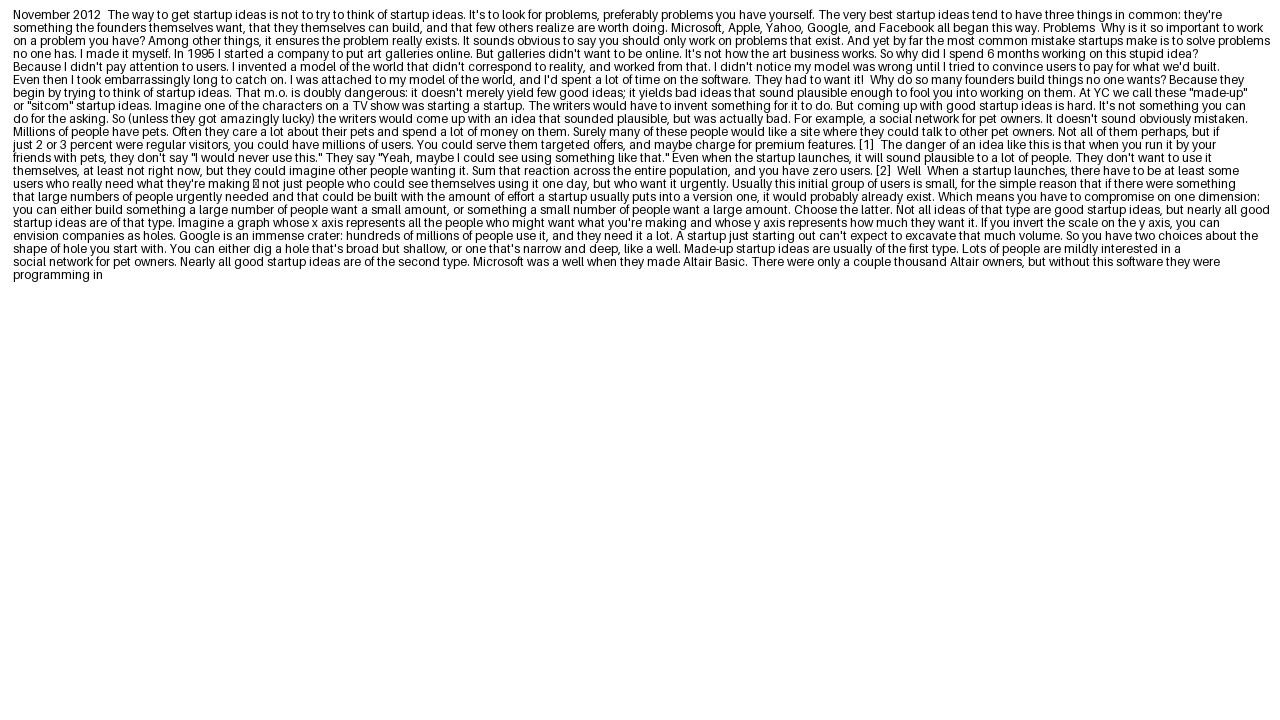 November 2012  The way to get startup ideas is not to try to think of startup ideas. It's to look for problems, preferably problems you have yourself. The very best startup ideas tend to have three things in common: they're
something the founders themselves want, that they themselves can build, and that few others realize are worth doing. Microsoft, Apple, Yahoo, Google, and Facebook all began this way. Problems  Why is it so important to work
on a problem you have? Among other things, it ensures the problem really exists. It sounds obvious to say you should only work on problems that exist. And yet by far the most common mistake startups make is to solve problems
no one has. I made it myself. In 1995 I started a company to put art galleries online. But galleries didn't want to be online. It's not how the art business works. So why did I spend 6 months working on this stupid idea?
Because I didn't pay attention to users. I invented a model of the world that didn't correspond to reality, and worked from that. I didn't notice my model was wrong until I tried to convince users to pay for what we'd built.
Even then I took embarrassingly long to catch on. I was attached to my model of the world, and I'd spent a lot of time on the software. They had to want it!  Why do so many founders build things no one wants? Because they
begin by trying to think of startup ideas. That m.o. is doubly dangerous: it doesn't merely yield few good ideas; it yields bad ideas that sound plausible enough to fool you into working on them. At YC we call these "made-up"
or "sitcom" startup ideas. Imagine one of the characters on a TV show was starting a startup. The writers would have to invent something for it to do. But coming up with good startup ideas is hard. It's not something you can
do for the asking. So (unless they got amazingly lucky) the writers would come up with an idea that sounded plausible, but was actually bad. For example, a social network for pet owners. It doesn't sound obviously mistaken.
Millions of people have pets. Often they care a lot about their pets and spend a lot of money on them. Surely many of these people would like a site where they could talk to other pet owners. Not all of them perhaps, but if
just 2 or 3 percent were regular visitors, you could have millions of users. You could serve them targeted offers, and maybe charge for premium features. [1]  The danger of an idea like this is that when you run it by your
friends with pets, they don't say "I would never use this." They say "Yeah, maybe I could see using something like that." Even when the startup launches, it will sound plausible to a lot of people. They don't want to use it
themselves, at least not right now, but they could imagine other people wanting it. Sum that reaction across the entire population, and you have zero users. [2]  Well  When a startup launches, there have to be at least some
users who really need what they're making � not just people who could see themselves using it one day, but who want it urgently. Usually this initial group of users is small, for the simple reason that if there were something
that large numbers of people urgently needed and that could be built with the amount of effort a startup usually puts into a version one, it would probably already exist. Which means you have to compromise on one dimension:
you can either build something a large number of people want a small amount, or something a small number of people want a large amount. Choose the latter. Not all ideas of that type are good startup ideas, but nearly all good
startup ideas are of that type. Imagine a graph whose x axis represents all the people who might want what you're making and whose y axis represents how much they want it. If you invert the scale on the y axis, you can
envision companies as holes. Google is an immense crater: hundreds of millions of people use it, and they need it a lot. A startup just starting out can't expect to excavate that much volume. So you have two choices about the
shape of hole you start with. You can either dig a hole that's broad but shallow, or one that's narrow and deep, like a well. Made-up startup ideas are usually of the first type. Lots of people are mildly interested in a
social network for pet owners. Nearly all good startup ideas are of the second type. Microsoft was a well when they made Altair Basic. There were only a couple thousand Altair owners, but without this software they were
programming in